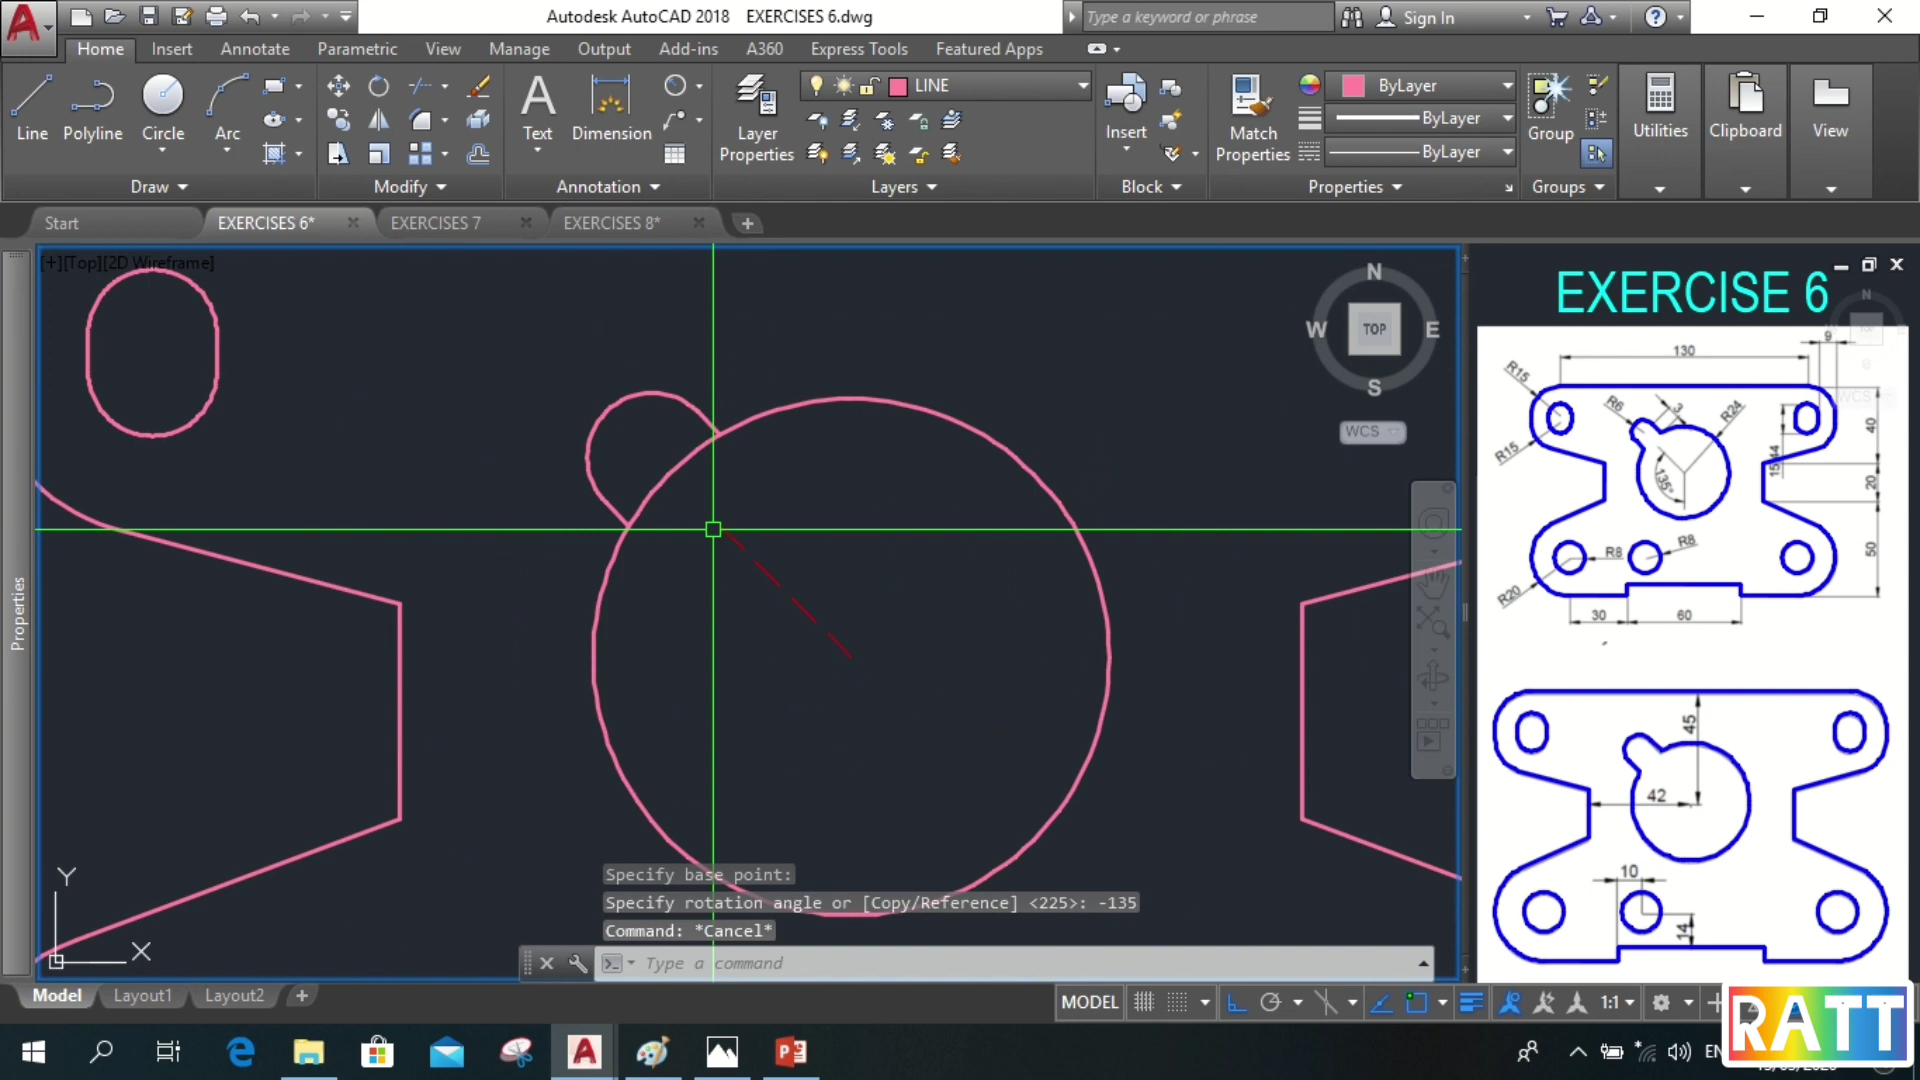 Autodesk AutoCAD 2018 EXERCISES 6.dwg
Type a keyword or phrase
Sign In
Home Insert Annotate Parametric View Manage Output Add-ins A360 Express Tools Featured Apps
LINE
ByLayer
Line Polyline Circle Arc
Text Dimension
Layer Properties
Insert
Match Properties
ByLayer
ByLayer
Group
Utilities Clipboard View
Draw Modify Annotation Layers Block Properties Groups
Start EXERCISES 6* EXERCISES 7 EXERCISES 8*
[+][Top][2D Wireframe]
N
W TOP E
S
WCS
Properties
Y
X
Specify base point:
Specify rotation angle or [Copy/Reference] <225>: -135
Command: *Cancel*
Type a command
EXERCISE 6
130
9
R15
R6
3
R24
40
R15
135°
20
R8
R8
50
R20
30
60
45
42
10
14
Model Layout1 Layout2
MODEL
1:1
RATT